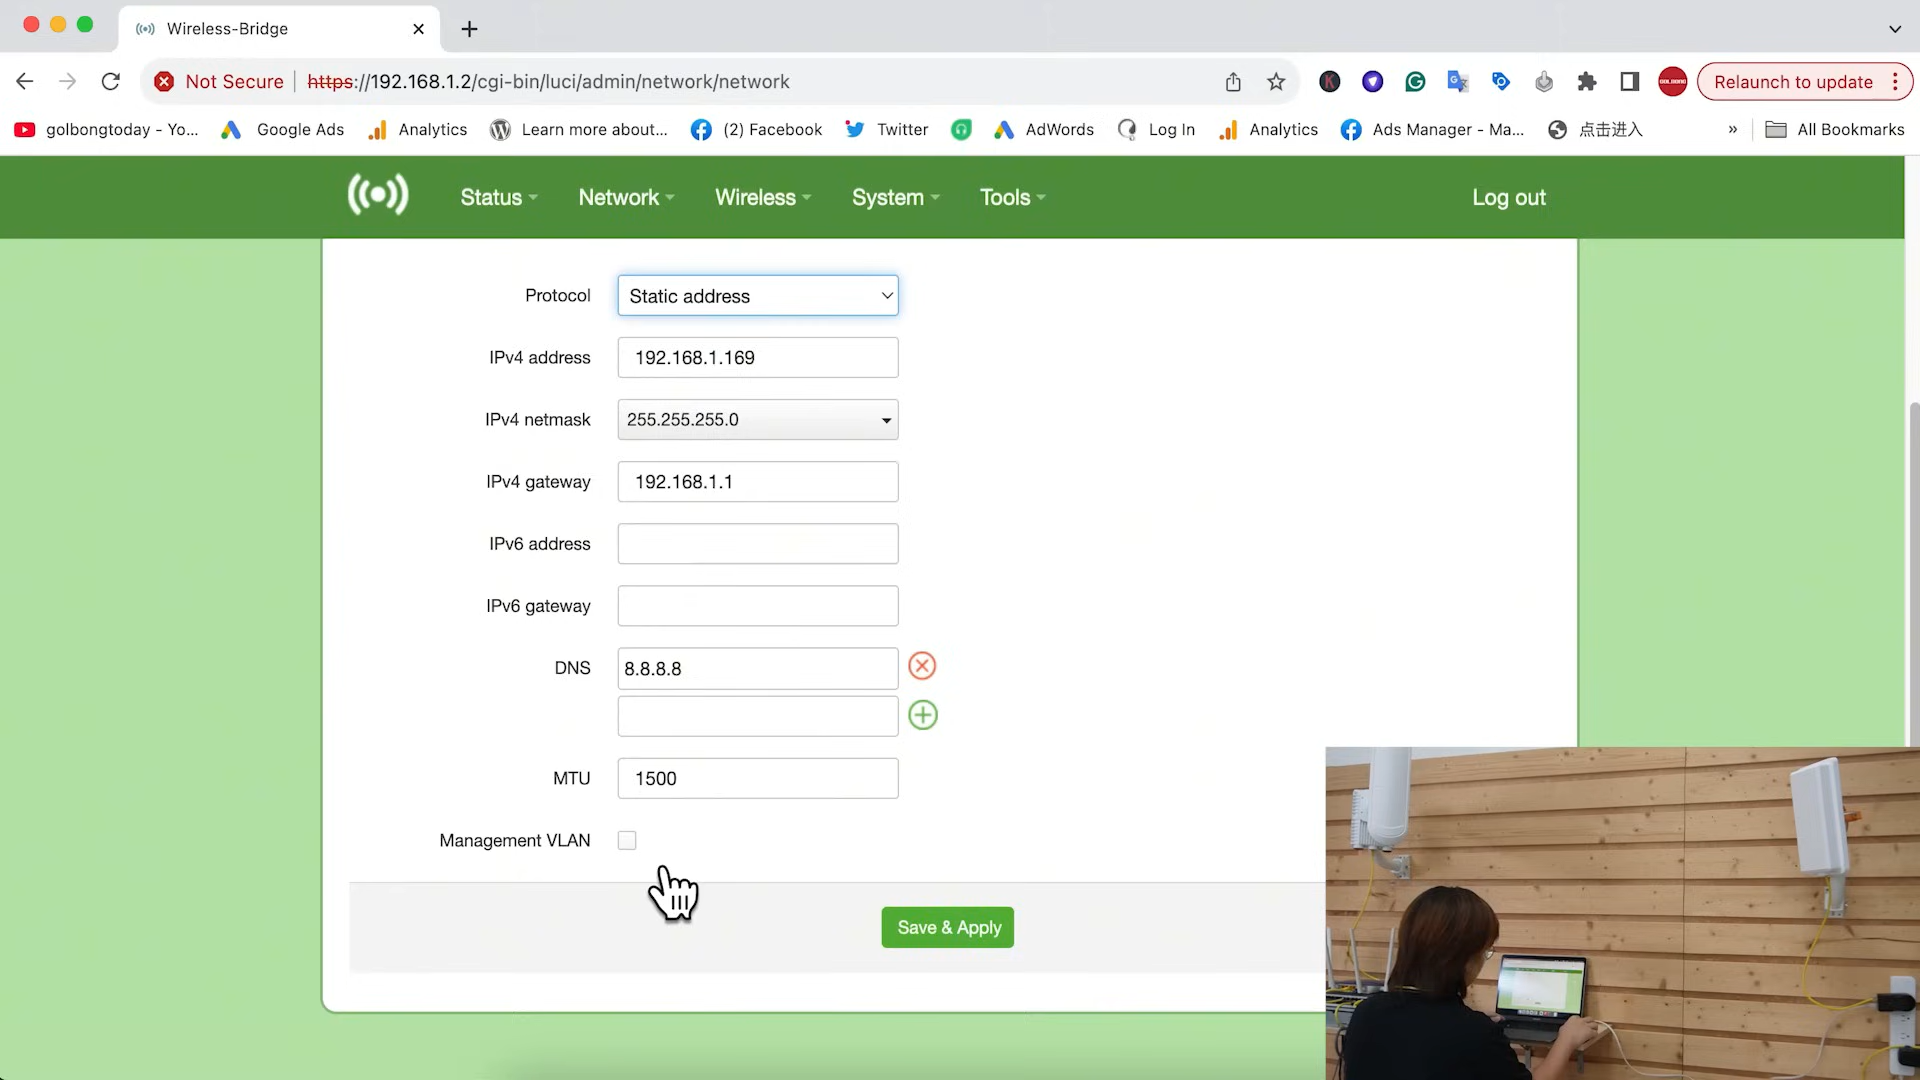 Wireless-Bridge
Not Secure
https://192.168.1.2/cgi-bin/luci/admin/network/network
Relaunch to update
golbongtoday - Yo...
Google Ads
Analytics
Learn more about...
(2) Facebook
Twitter
AdWords
Log In
Analytics
Ads Manager - Ma...
点击进入
»
All Bookmarks
Status
Network
Wireless
System
Tools
Log out
Protocol
Static address
IPv4 address
192.168.1.169
IPv4 netmask
255.255.255.0
IPv4 gateway
192.168.1.1
IPv6 address
IPv6 gateway
DNS
8.8.8.8
MTU
1500
Management VLAN
Save & Apply